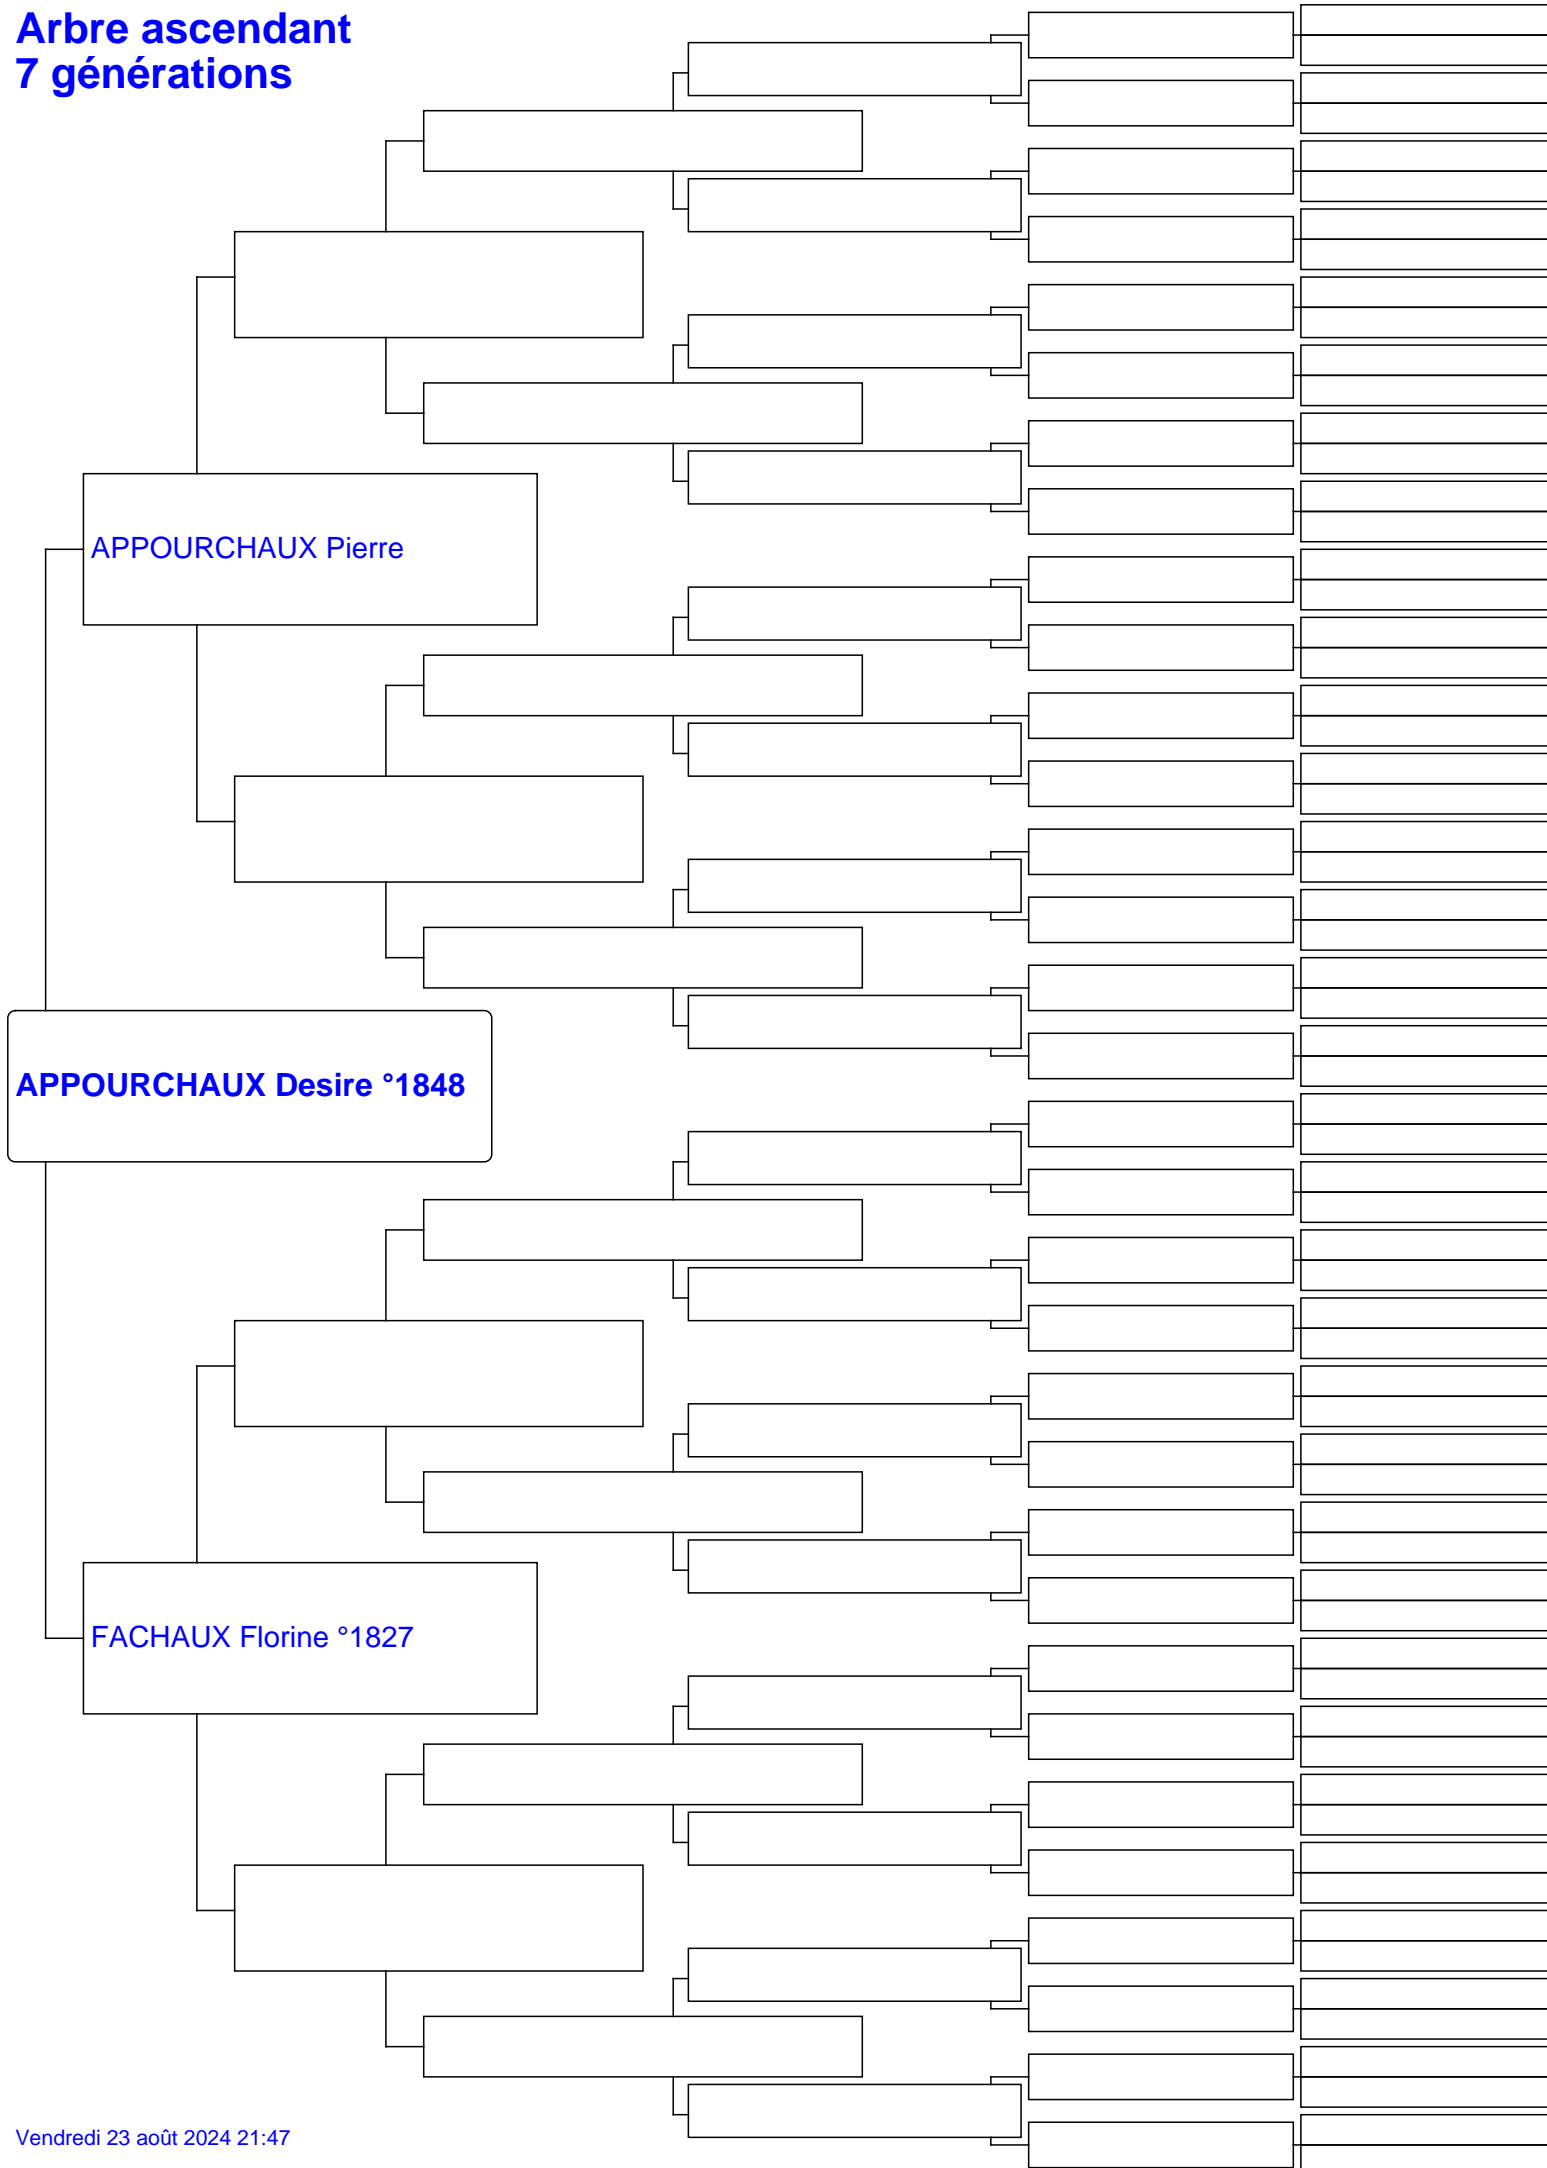 Arbre ascendant
7 générations
APPOURCHAUX Pierre
APPOURCHAUX Desire °1848
FACHAUX Florine °1827
Vendredi 23 août 2024 21:47